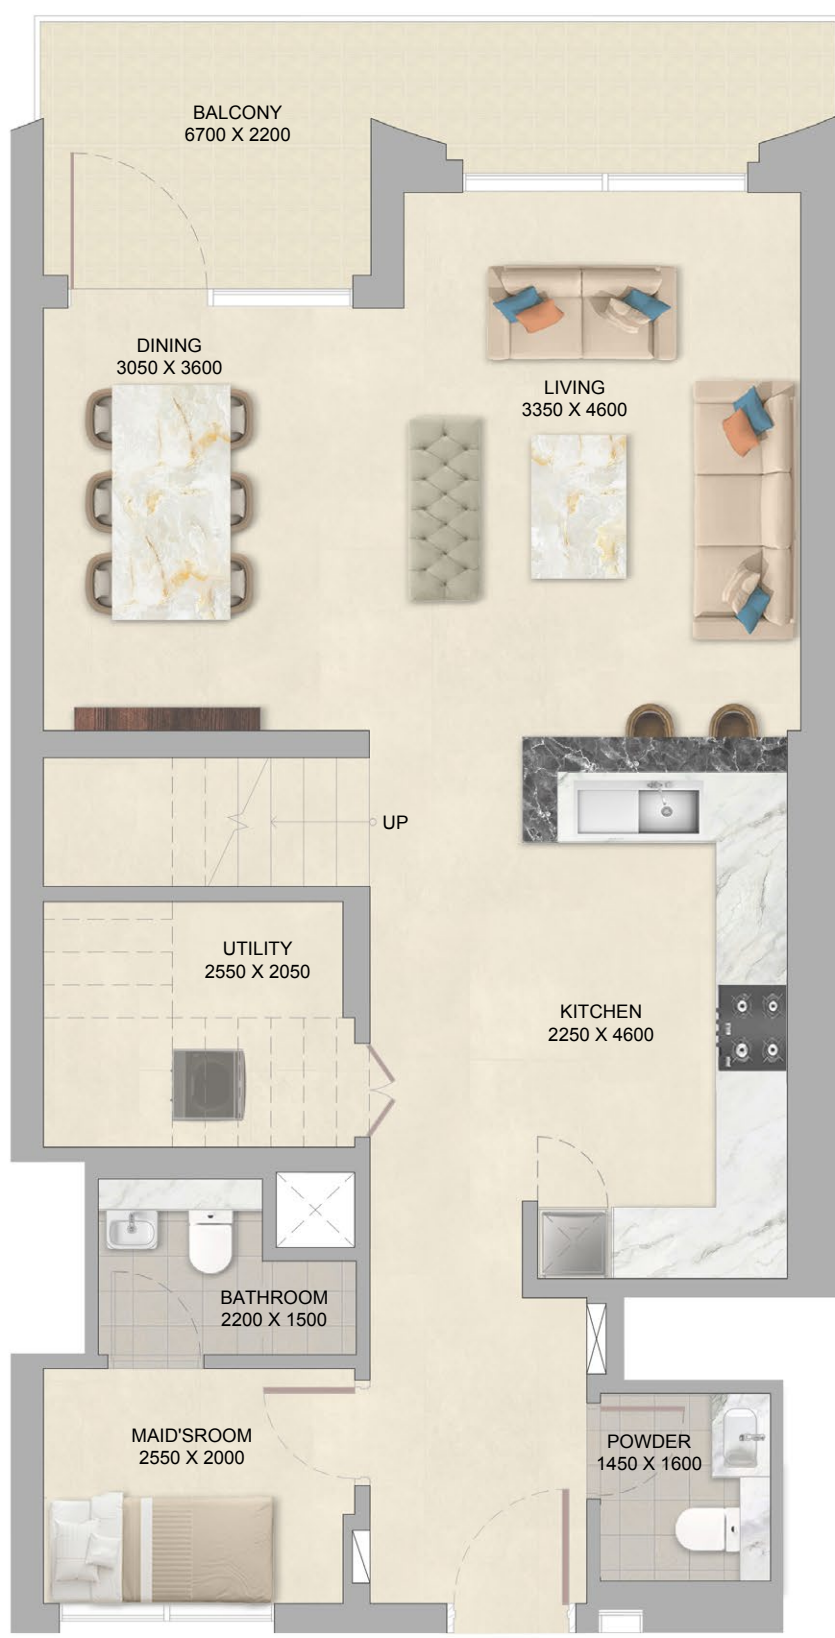 BALCONY
6700 X 2200
DINING
3050 X 3600
LIVING
3350 X 4600
UP
UTILITY
2550 X 2050
KITCHEN
2250 X 4600
BATHROOM
2200 X 1500
MAID'SROOM
2550 X 2000
POWDER
1450 X 1600